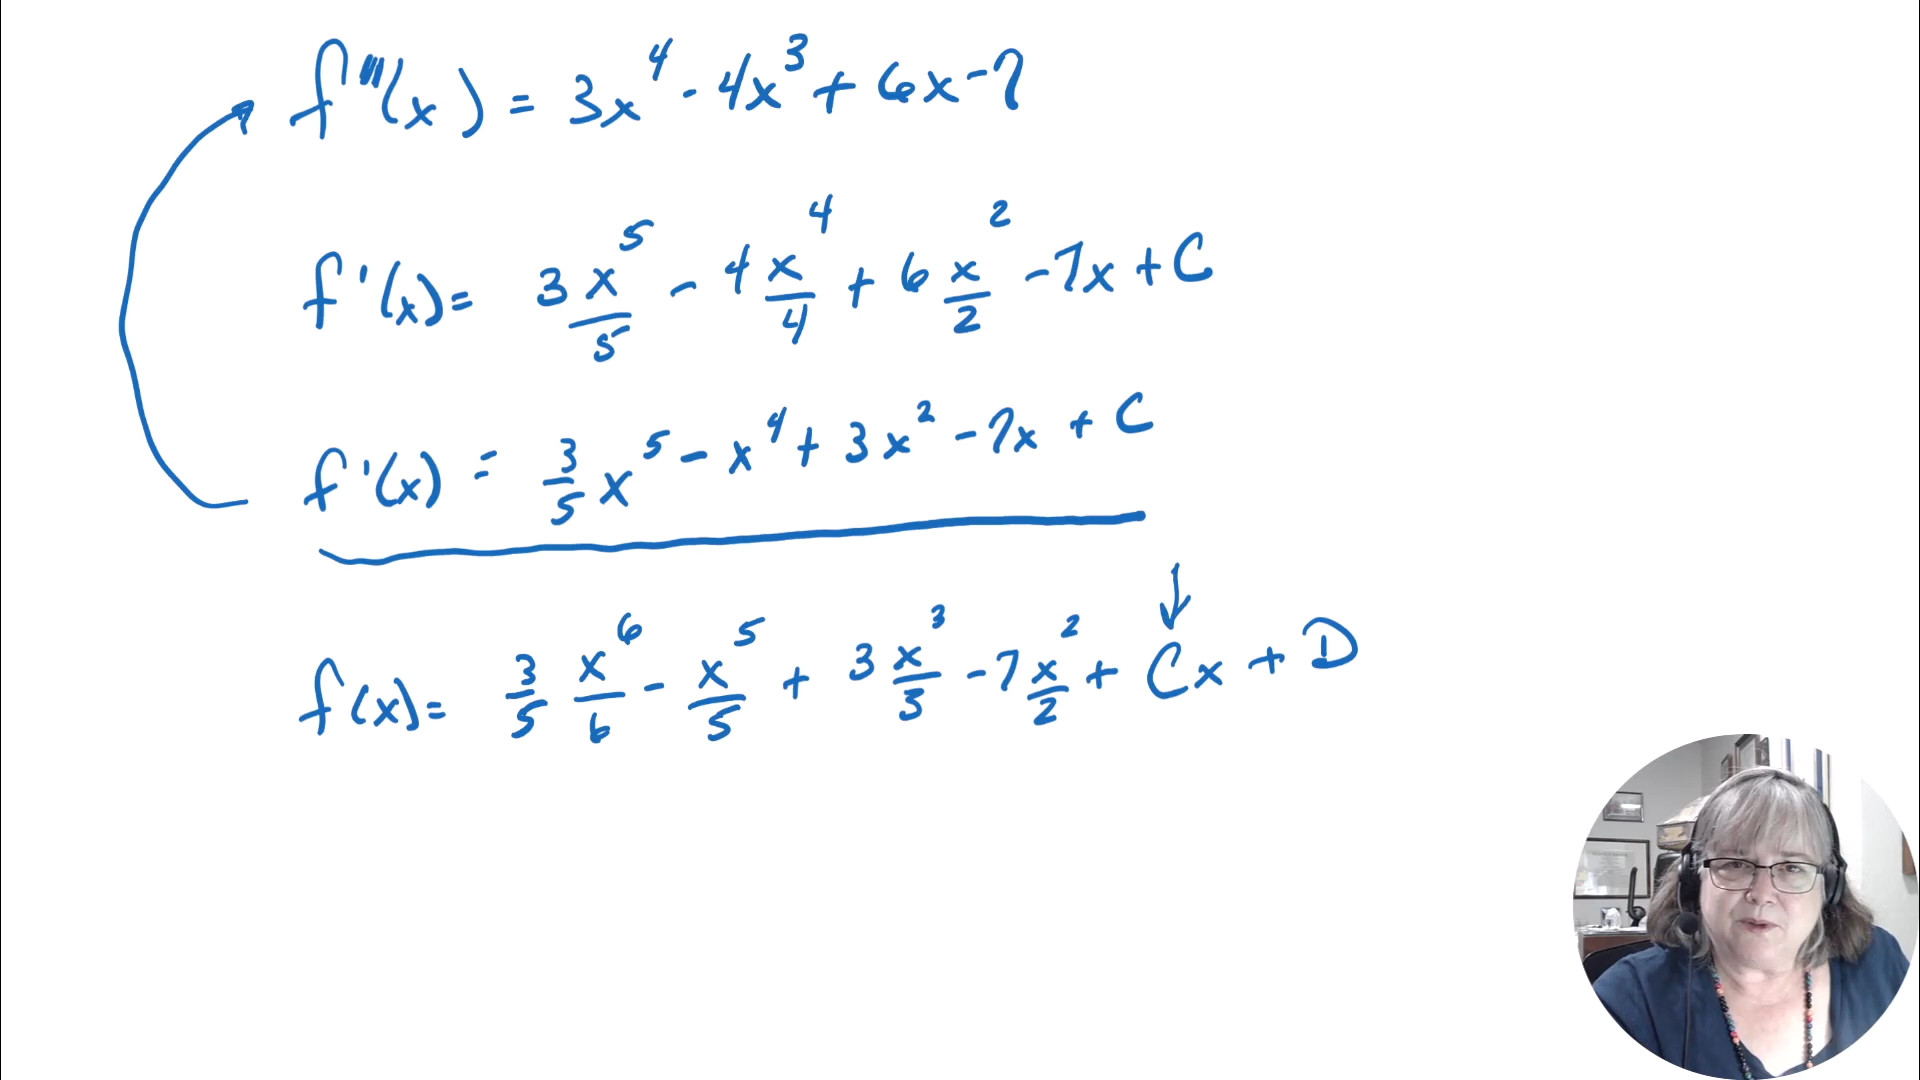 f'''(x) = 3x⁴ - 4x³ + 6x - 7
f'(x) = 3 x⁵/5 - 4 x⁴/4 + 6 x²/2 - 7x + C
f'(x) = 3/5 x⁵ - x⁴ + 3x² - 7x + C
f(x) = 3/5 x⁶/6 - x⁵/5 + 3 x³/3 - 7 x²/2 + Cx + D